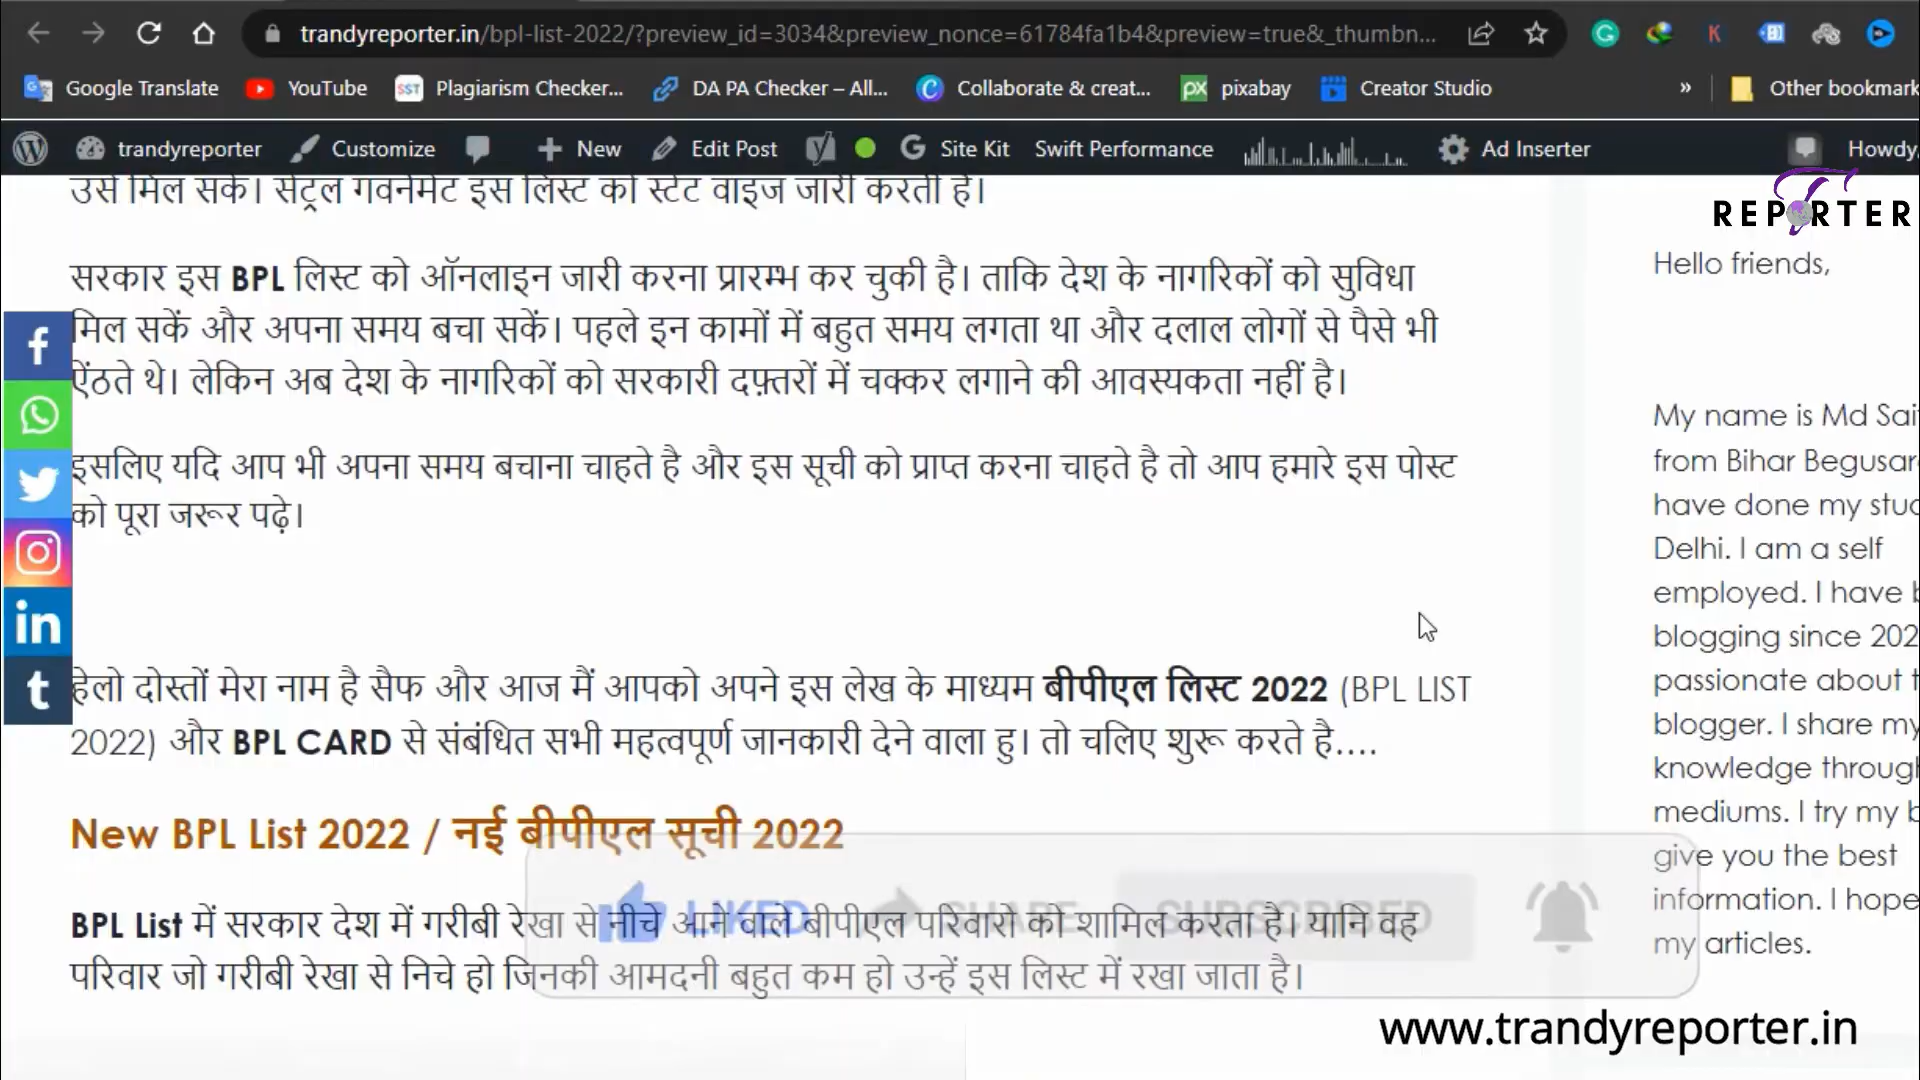 trandyreporter.in/bpl-list-2022/?preview_id=3034&preview_nonce=61784fa1b4&preview=true&_thumbn...
Google Translate YouTube SST Plagiarism Checker... DA PA Checker – All... Collaborate & creat... px pixabay Creator Studio » Other bookmark
trandyreporter Customize New Edit Post Site Kit Swift Performance Ad Inserter Howdy,
उसे मिल सके। सेंट्रल गवर्नमेंट इस लिस्ट को स्टेट वाइज जारी करती है।
REPORTER
सरकार इस BPL लिस्ट को ऑनलाइन जारी करना प्रारम्भ कर चुकी है। ताकि देश के नागरिकों को सुविधा
मिल सकें और अपना समय बचा सकें। पहले इन कामों में बहुत समय लगता था और दलाल लोगों से पैसे भी
ऐंठते थे। लेकिन अब देश के नागरिकों को सरकारी दफ़्तरों में चक्कर लगाने की आवस्यकता नहीं है।
इसलिए यदि आप भी अपना समय बचाना चाहते है और इस सूची को प्राप्त करना चाहते है तो आप हमारे इस पोस्ट
को पूरा जरूर पढ़े।
हेलो दोस्तों मेरा नाम है सैफ और आज मैं आपको अपने इस लेख के माध्यम बीपीएल लिस्ट 2022 (BPL LIST
2022) और BPL CARD से संबंधित सभी महत्वपूर्ण जानकारी देने वाला हु। तो चलिए शुरू करते है....
New BPL List 2022 / नई बीपीएल सूची 2022
BPL List में सरकार देश में गरीबी रेखा से नीचे आने वाले बीपीएल परिवारो को शामिल करता है। यानि वह
परिवार जो गरीबी रेखा से निचे हो जिनकी आमदनी बहुत कम हो उन्हें इस लिस्ट में रखा जाता है।
LIKED SHARE SUBSCRIBED
Hello friends,
My name is Md Sai
from Bihar Begusar
have done my stud
Delhi. I am a self
employed. I have b
blogging since 202
passionate about t
blogger. I share my
knowledge through
mediums. I try my b
give you the best
information. I hope
my articles.
www.trandyreporter.in